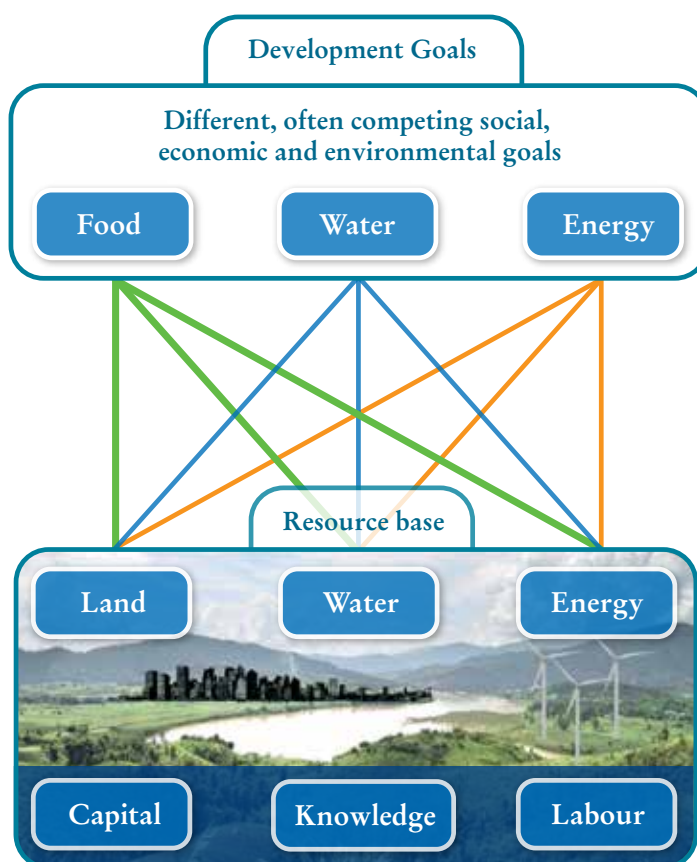 Development Goals
Different, often competing social,
economic and environmental goals
Food
Water
Energy
Resource base
Land
Water
Energy
Capital
Knowledge
Labour